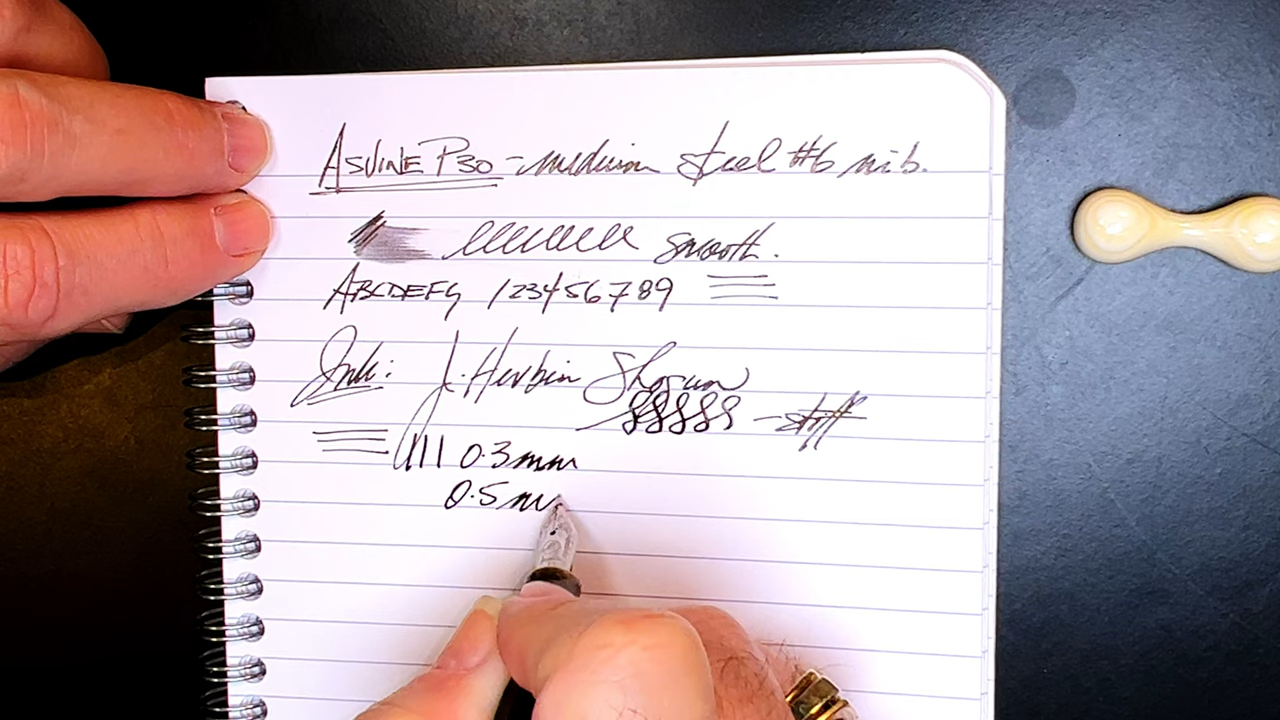 ASVINE P30 - medium steel #6 nib.
smooth.
ABCDEFG 123456789
Ink: J. Herbin Shogun
- stiff
0.3mm
0.5m